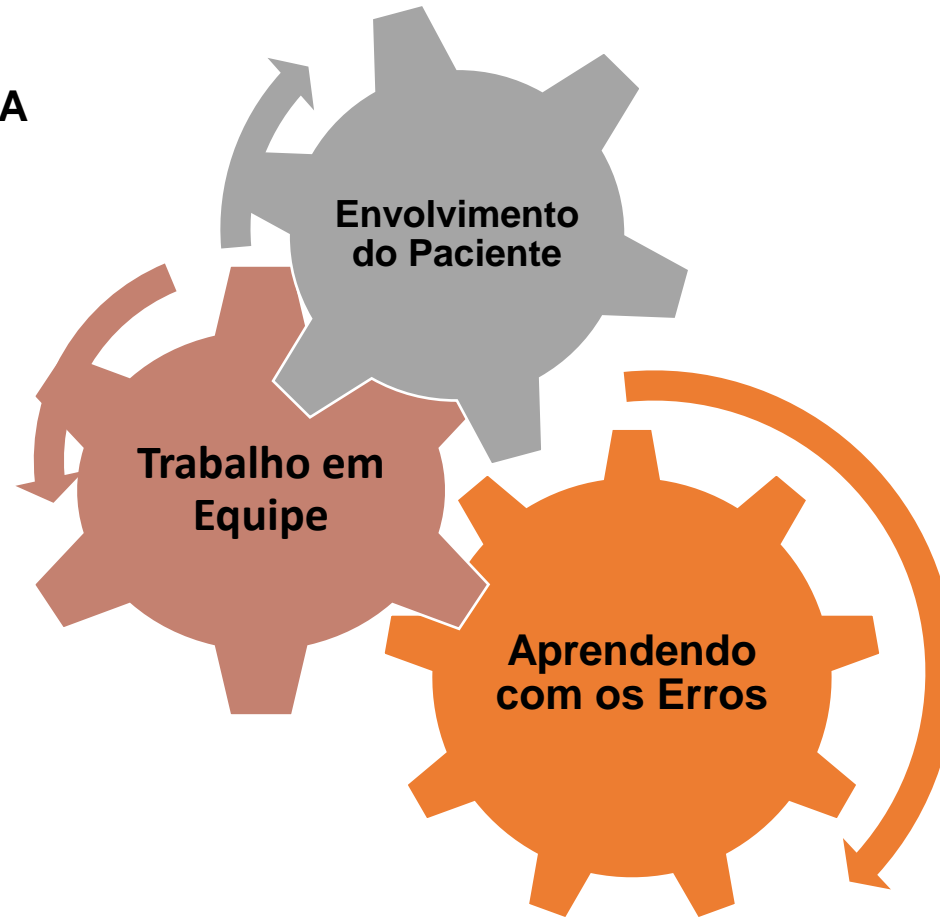 A
Envolvimento
do Paciente
Trabalho em
Equipe
Aprendendo
com os Erros